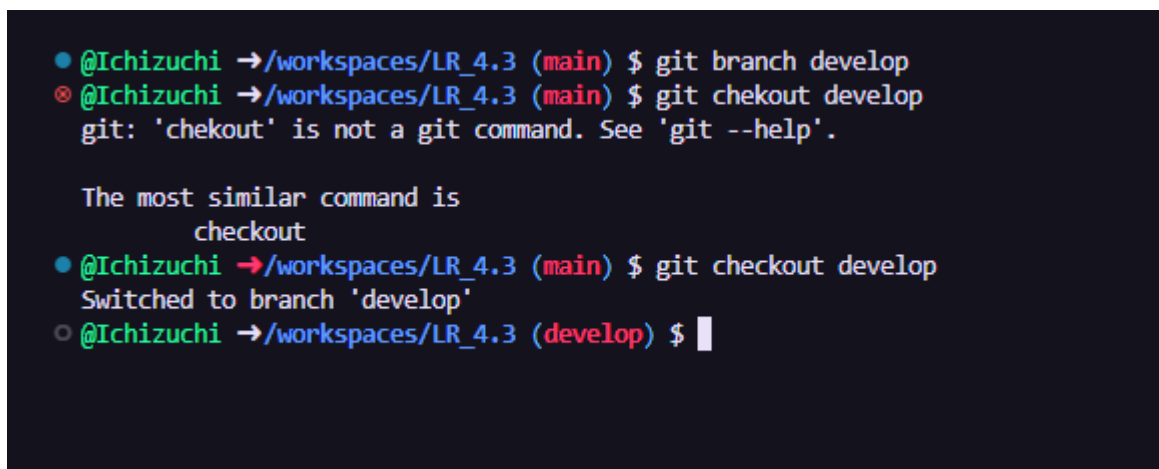 @Ichizuchi ➜/workspaces/LR_4.3 (main) $ git branch develop
@Ichizuchi ➜/workspaces/LR_4.3 (main) $ git chekout develop
git: 'chekout' is not a git command. See 'git --help'.
The most similar command is
checkout
@Ichizuchi ➜/workspaces/LR_4.3 (main) $ git checkout develop
Switched to branch 'develop'
@Ichizuchi ➜/workspaces/LR_4.3 (develop) $